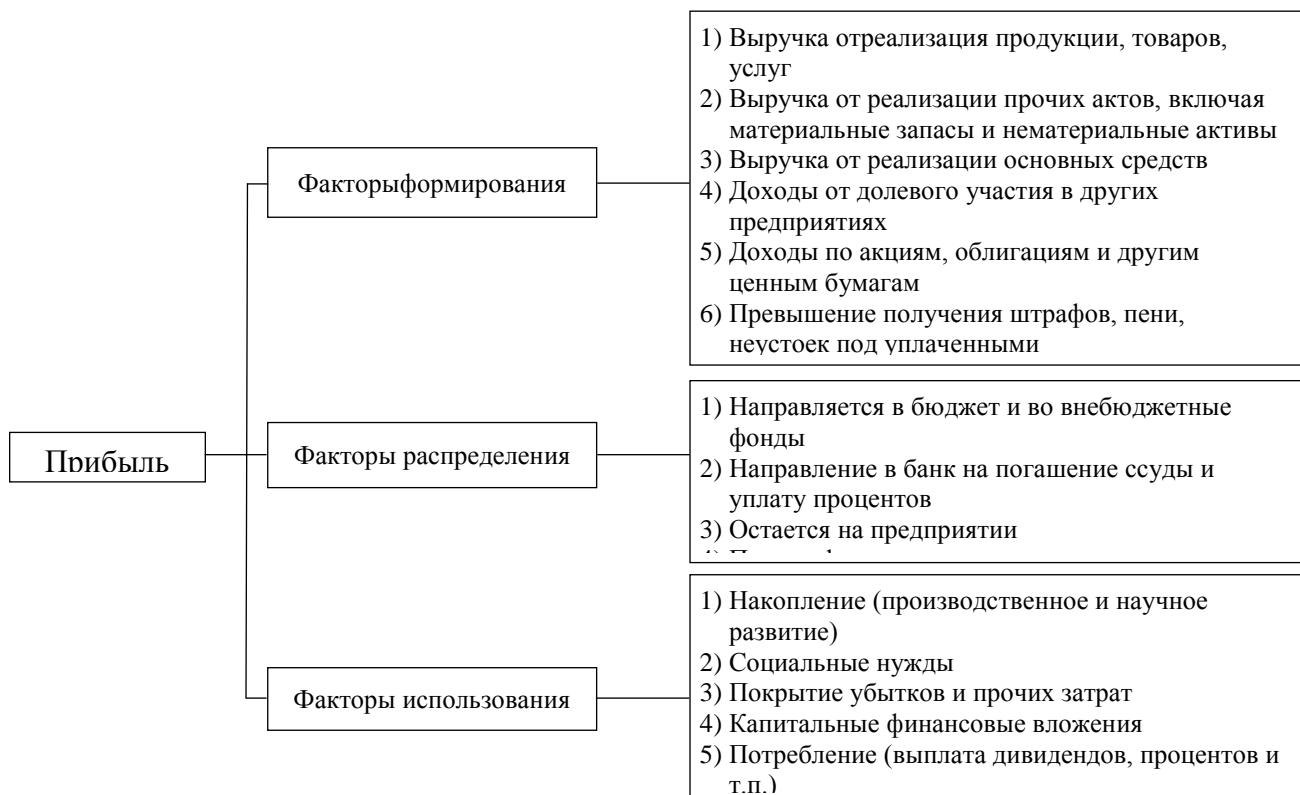 Прибыль
Факторыформирования
1) Выручка отреализация продукции, товаров,
услуг
2) Выручка от реализации прочих актов, включая
материальные запасы и нематериальные активы
3) Выручка от реализации основных средств
4) Доходы от долевого участия в других
предприятиях
5) Доходы по акциям, облигациям и другим
ценным бумагам
6) Превышение получения штрафов, пени,
неустоек под уплаченными
Факторы распределения
1) Направляется в бюджет и во внебюджетные
фонды
2) Направление в банк на погашение ссуды и
уплату процентов
3) Остается на предприятии
Факторы использования
1) Накопление (производственное и научное
развитие)
2) Социальные нужды
3) Покрытие убытков и прочих затрат
4) Капитальные финансовые вложения
5) Потребление (выплата дивидендов, процентов и
т.п.)